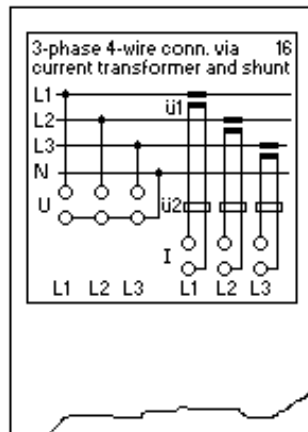 3-phase 4-wire conn. via 16
current transformer and shunt
L1
ü1
L2
L3
N
U ü2
I
L1 L2 L3 L1 L2 L3